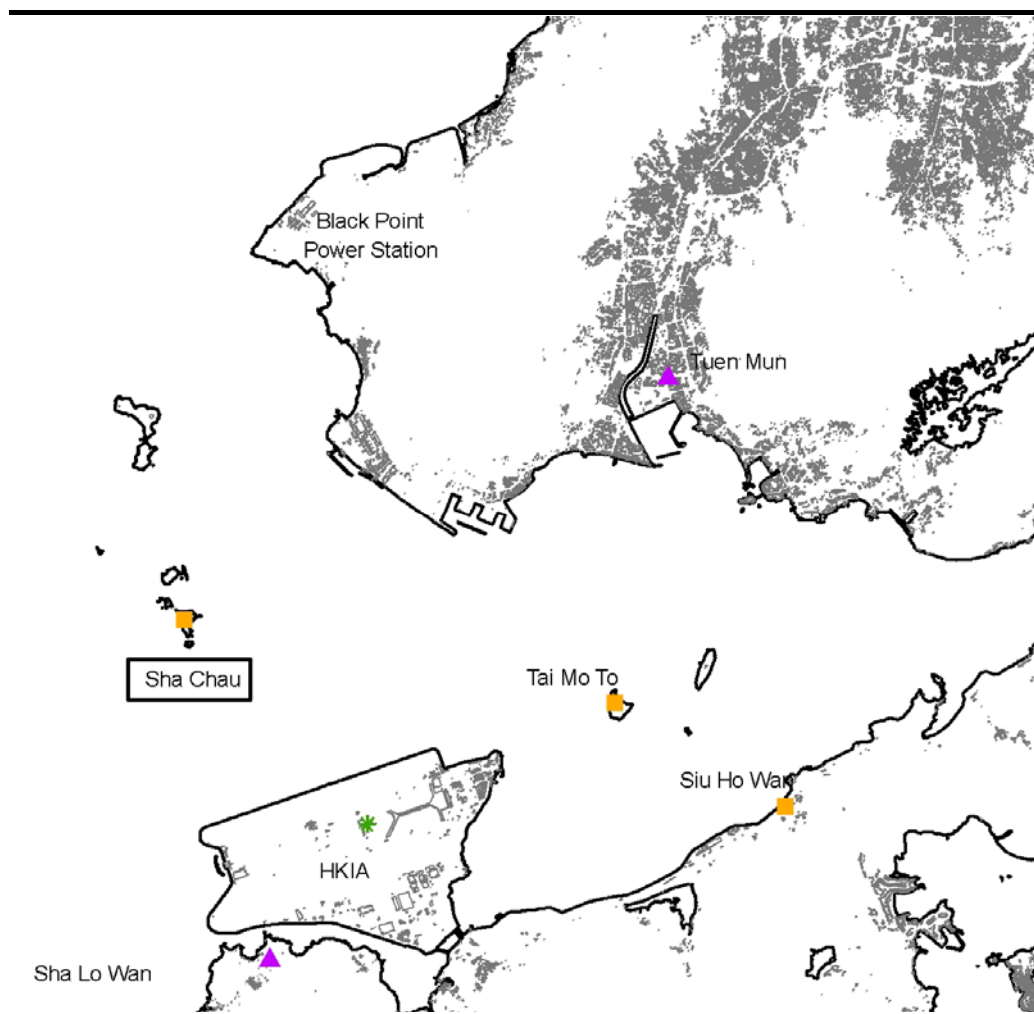 Black Point
Power Station
Tuen Mun
Sha Chau
Tai Mo To
Siu Ho Wan
HKIA
Sha Lo Wan